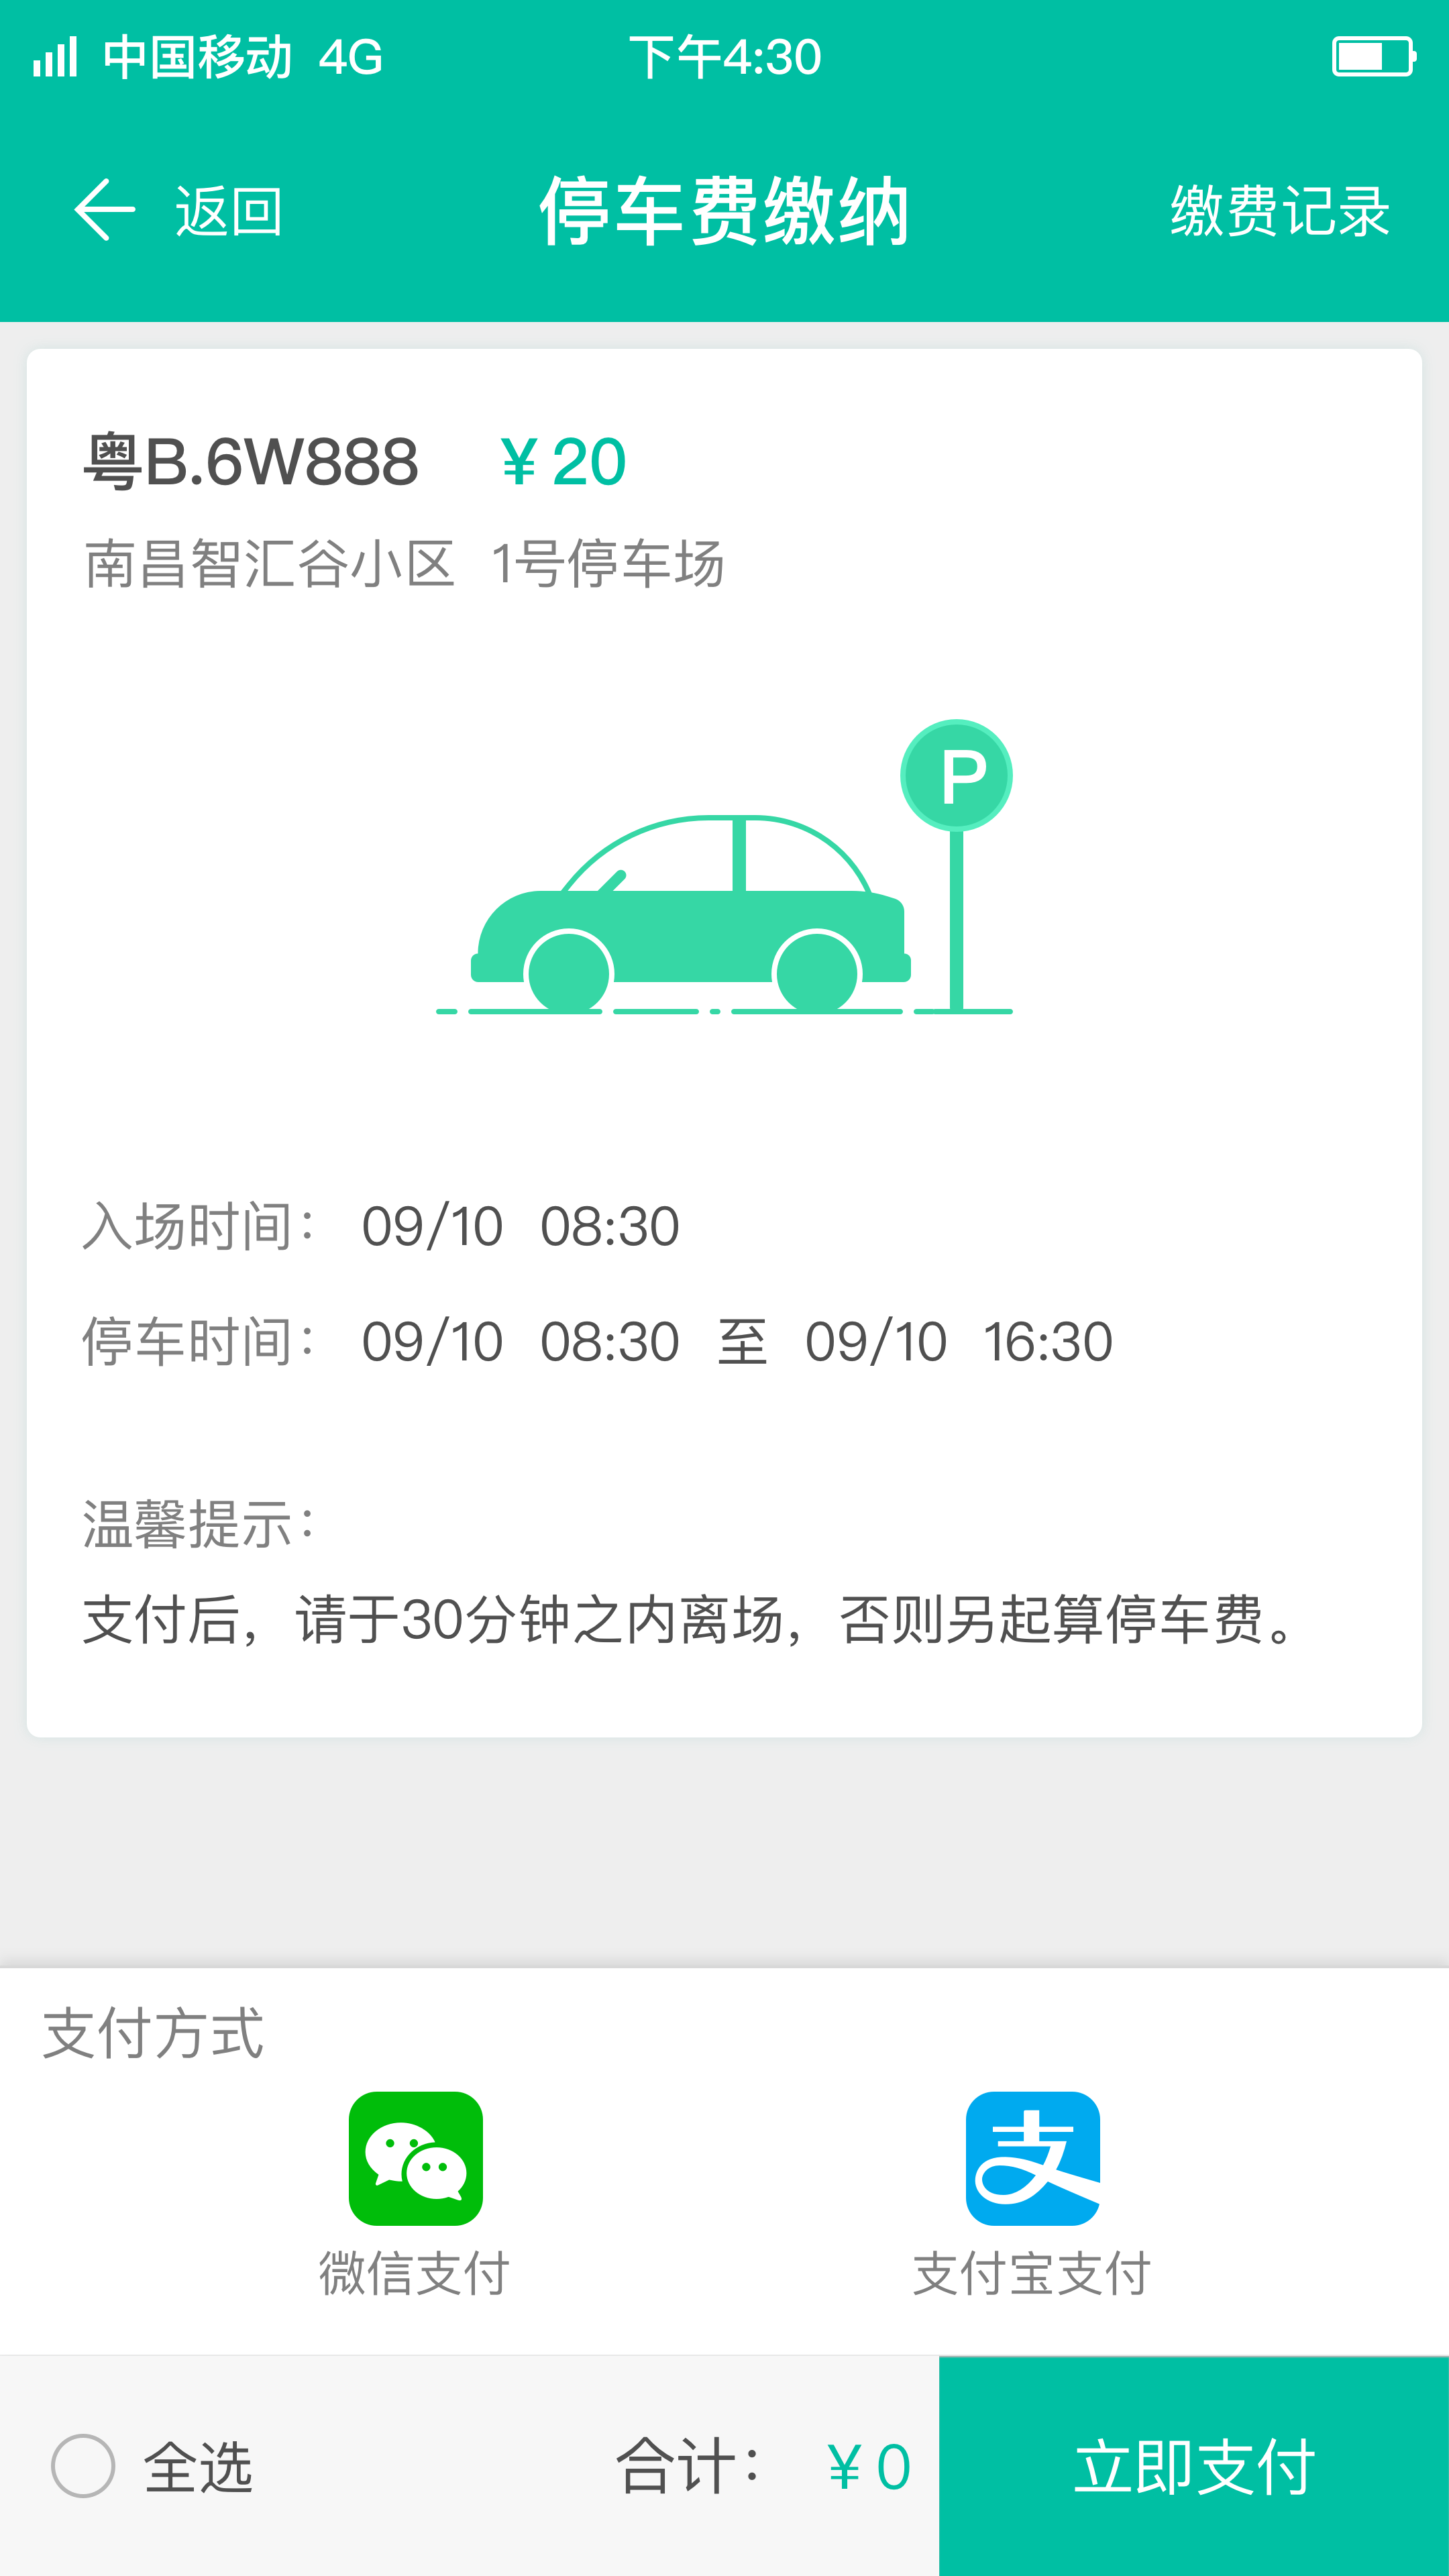 中国移动 4G 下午4:30
返回 停车费缴纳 缴费记录
粤B.6W888 ¥20
南昌智汇谷小区 1号停车场
P
入场时间： 09/10 08:30
停车时间： 09/10 08:30 至 09/10 16:30
温馨提示：
支付后，请于30分钟之内离场，否则另起算停车费。
支付方式
支
微信支付 支付宝支付
全选 合计： ¥0 立即支付